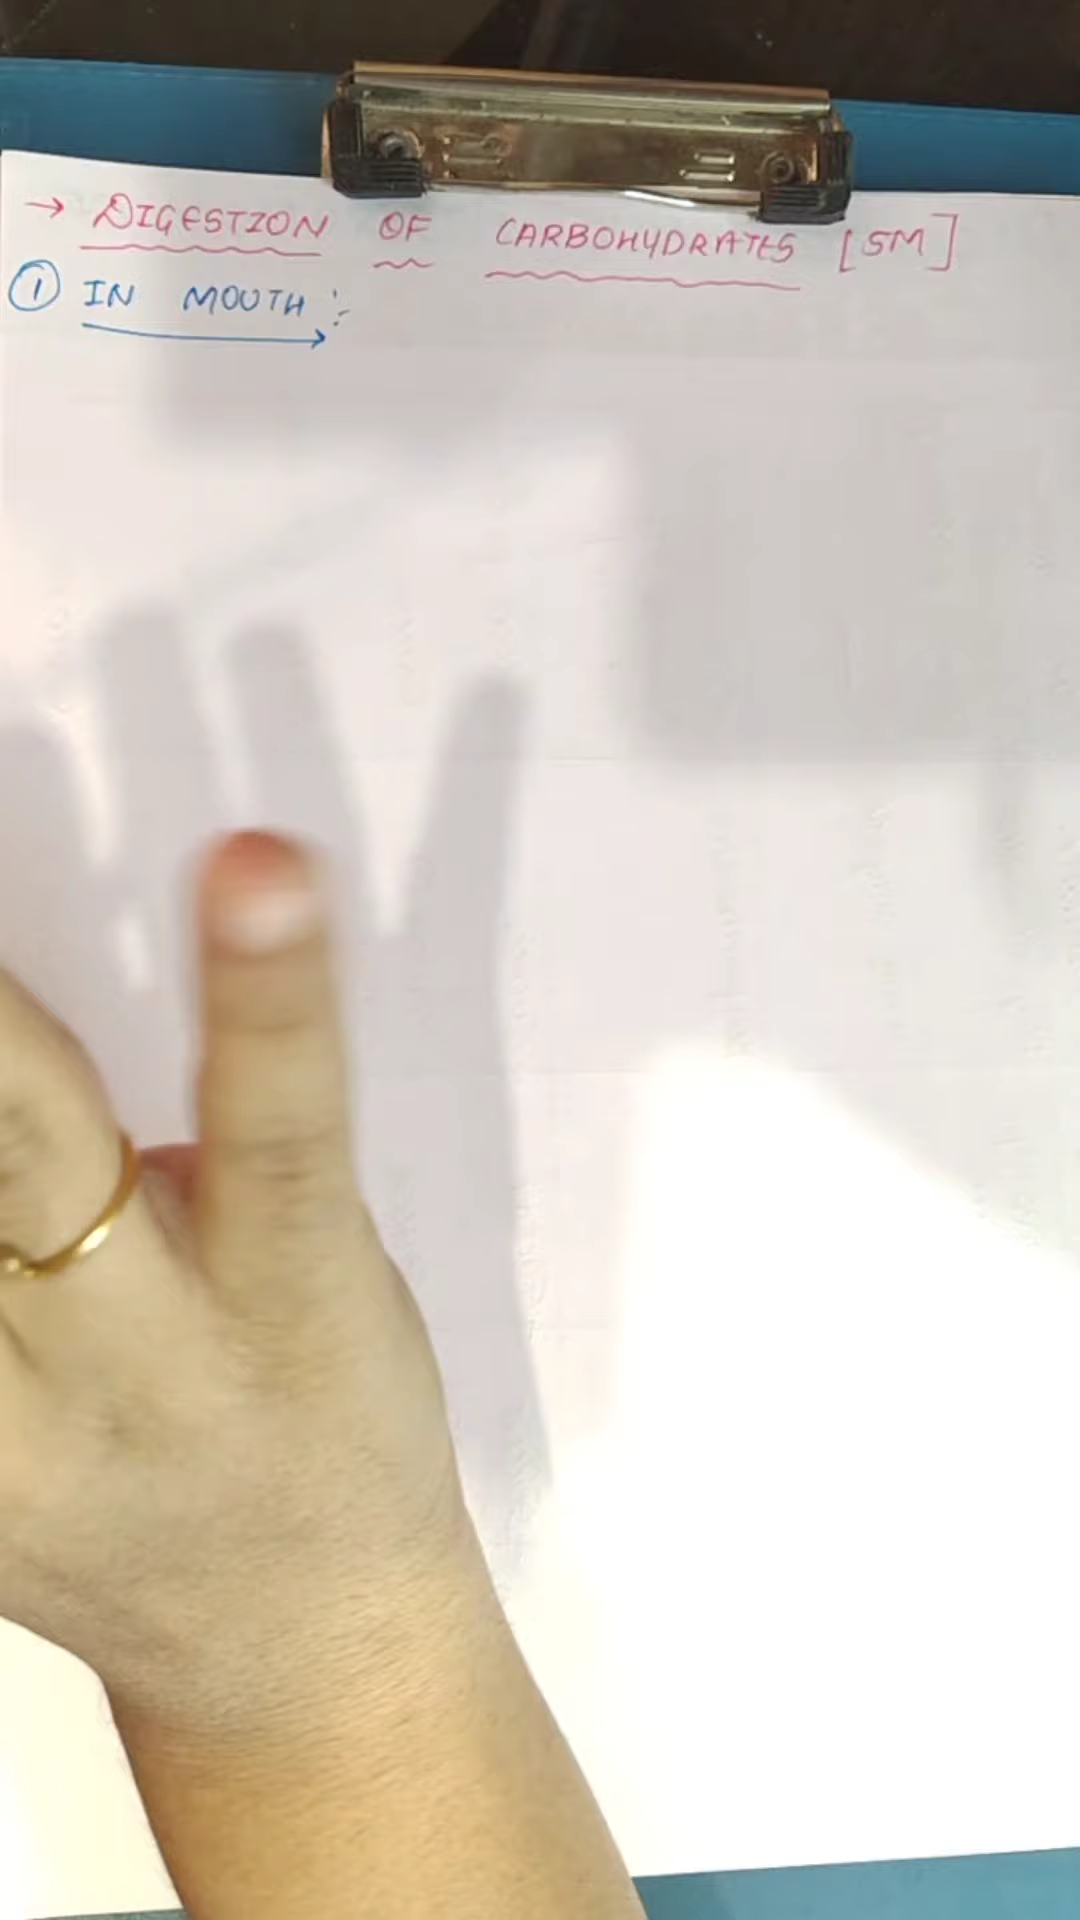 → DIGESTION OF CARBOHYDRATES [5M]
① IN MOUTH :-